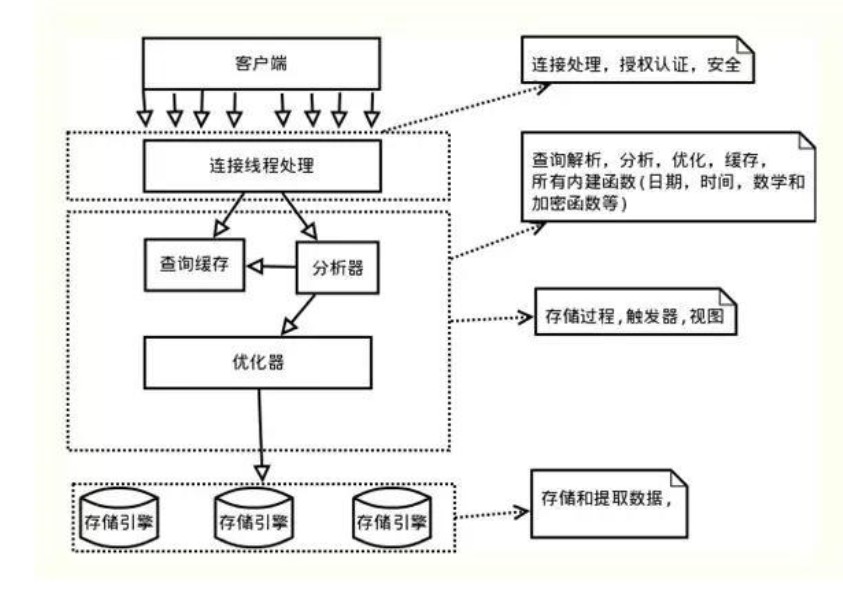 客户端
连接处理，授权认证，安全
连接线程处理
查询解析，分析，优化，缓存，
所有内建函数(日期，时间，数学和
加密函数等)
查询缓存
分析器
存储过程,触发器,视图
优化器
存储和提取数据，
存储引擎
存储引擎
存储引擎